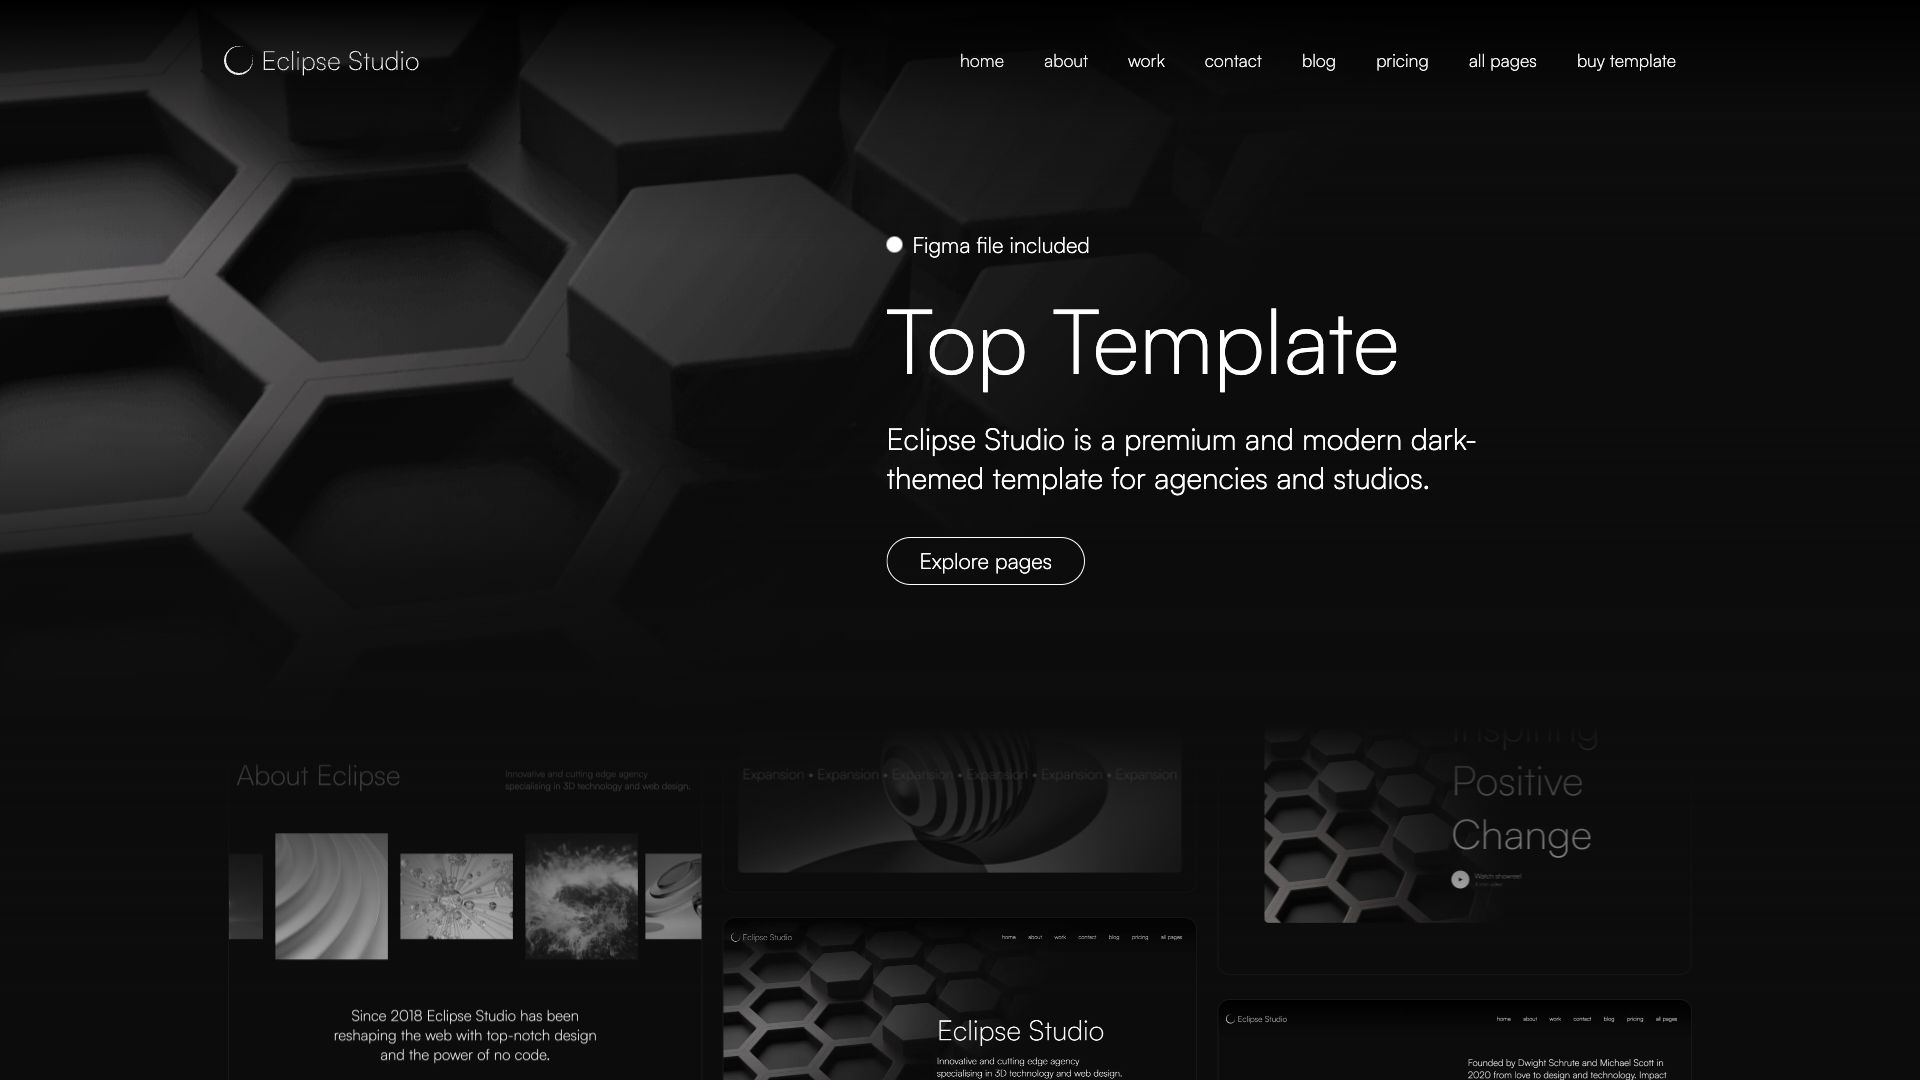 Eclipse Studio
home about work contact blog pricing all pages buy template
Figma file included
Top Template
Eclipse Studio is a premium and modern dark-
themed template for agencies and studios.
Explore pages
About Eclipse
Innovative and cutting edge agency
specialising in 3D technology and web design.
Since 2018 Eclipse Studio has been
reshaping the web with top-notch design
and the power of no code.
Expansion • Expansion • Expansion • Expansion • Expansion • Expansion
Eclipse Studio
home about work contact blog pricing all pages
Eclipse Studio
Innovative and cutting edge agency
specialising in 3D technology and web design.
Inspiring
Positive
Change
Watch showreel
Eclipse Studio
home about work contact blog pricing all pages
Founded by Dwight Schrute and Michael Scott in
2020 from love to design and technology. Impact